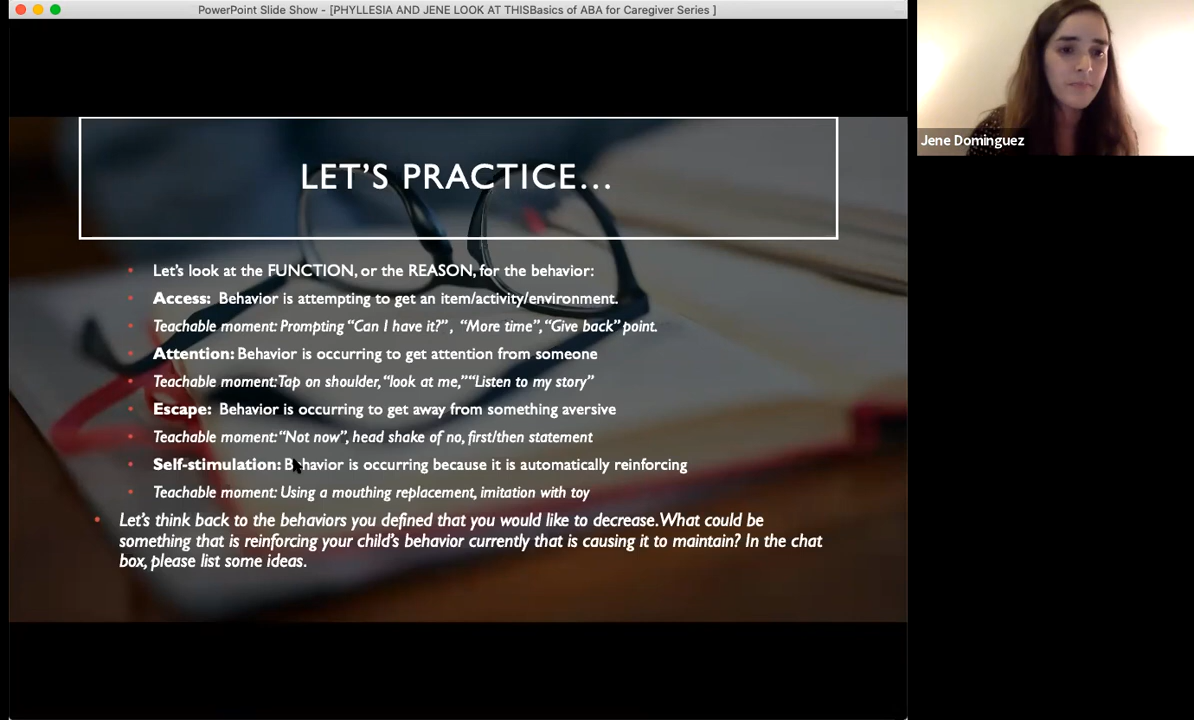 PowerPoint Slide Show - [PHYLLESIA AND JENE LOOK AT THISBasics of ABA for Caregiver Series ]
Jene Dominguez
LET'S PRACTICE...
• Let's look at the FUNCTION, or the REASON, for the behavior:
• Access: Behavior is attempting to get an item/activity/environment.
• Teachable moment: Prompting “Can I have it?” , “More time”, “Give back” point.
• Attention: Behavior is occurring to get attention from someone
• Teachable moment: Tap on shoulder, “look at me,” “Listen to my story”
• Escape: Behavior is occurring to get away from something aversive
• Teachable moment: “Not now”, head shake of no, first/then statement
• Self-stimulation: Behavior is occurring because it is automatically reinforcing
• Teachable moment: Using a mouthing replacement, imitation with toy
• Let's think back to the behaviors you defined that you would like to decrease. What could be
something that is reinforcing your child's behavior currently that is causing it to maintain? In the chat
box, please list some ideas.